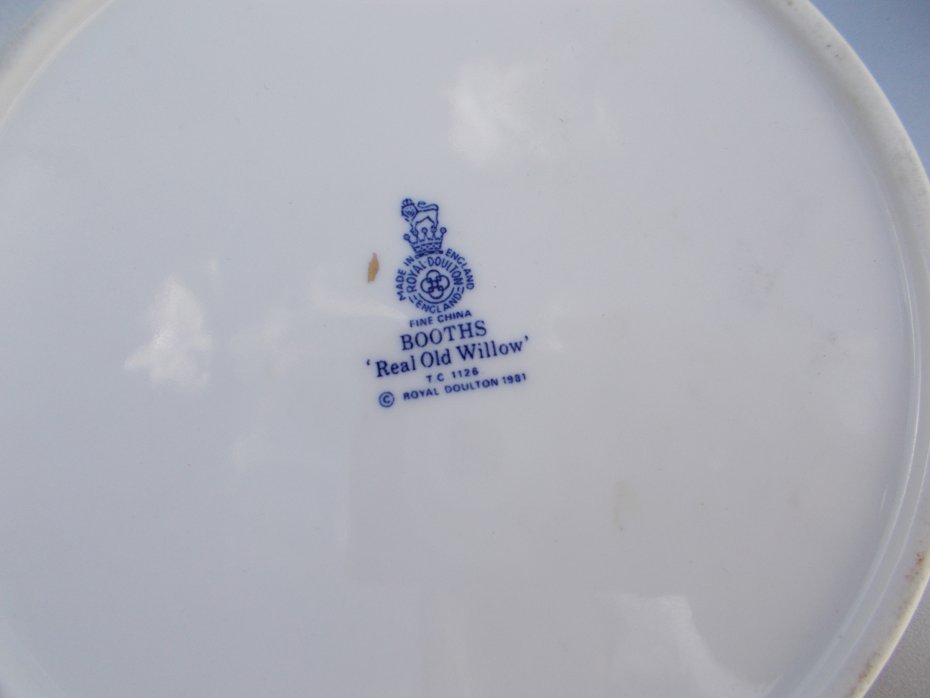 MADE IN ENGLAND
ROYAL·DOULTON
ENGLAND
FINE CHINA
BOOTHS
‘Real Old Willow’
T C 1126
© ROYAL DOULTON 1981